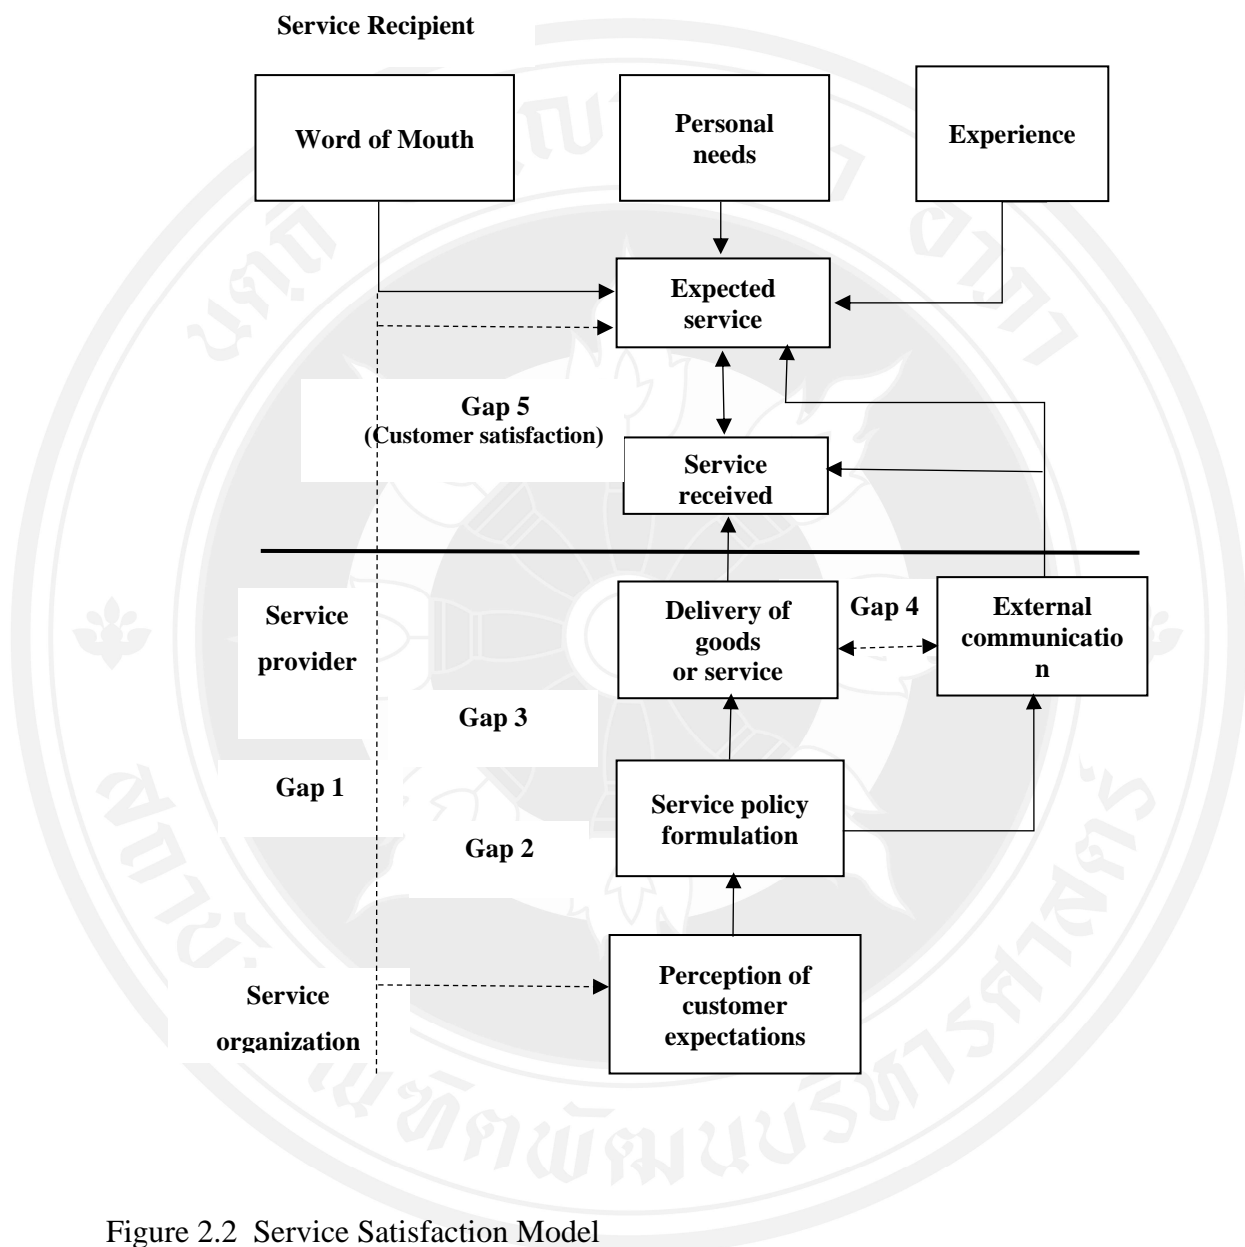 Service Recipient
Word of Mouth
Personal
needs
Experience
Expected
service
Gap 5
(Customer satisfaction)
Service
received
Service
provider
Delivery of
goods
or service
Gap 4
External
communicatio
n
Gap 3
Gap 1
Service policy
formulation
Gap 2
Service
organization
Perception of
customer
expectations
Figure 2.2  Service Satisfaction Model